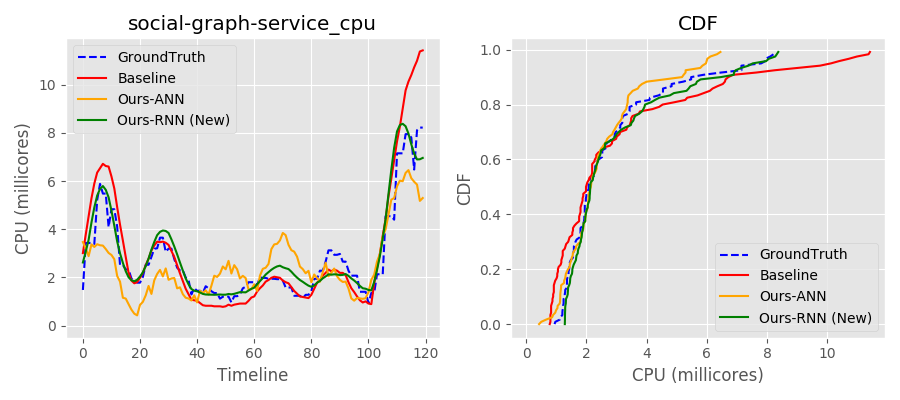 social-graph-service_cpu
GroundTruth
Baseline
Ours-ANN
Ours-RNN (New)
CPU (millicores)
10
8
6
4
2
0
0 20 40 60 80 100 120
Timeline
CDF
CDF
1.0
0.8
0.6
0.4
0.2
0.0
GroundTruth
Baseline
Ours-ANN
Ours-RNN (New)
0 2 4 6 8 10
CPU (millicores)